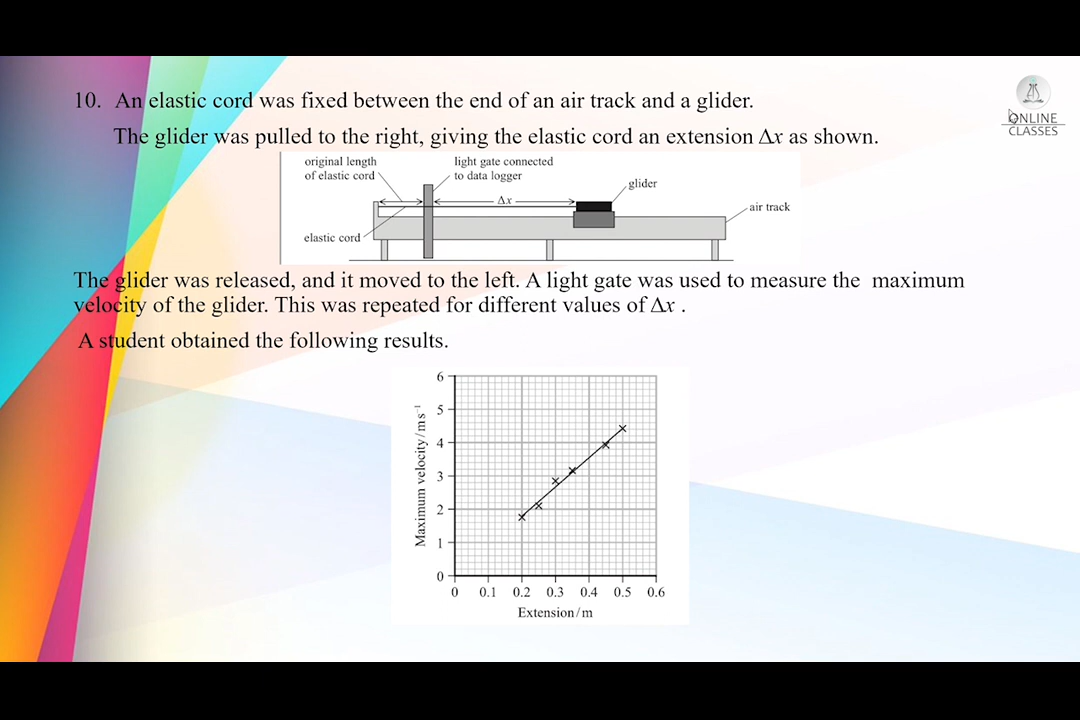 10. An elastic cord was fixed between the end of an air track and a glider.
ONLINE
CLASSES
The glider was pulled to the right, giving the elastic cord an extension Δx as shown.
original length
of elastic cord
light gate connected
to data logger
glider
Δx
air track
elastic cord
The glider was released, and it moved to the left. A light gate was used to measure the maximum
velocity of the glider. This was repeated for different values of Δx .
A student obtained the following results.
Maximum velocity/m s⁻¹
6
5
4
3
2
1
0
0 0.1 0.2 0.3 0.4 0.5 0.6
Extension/m